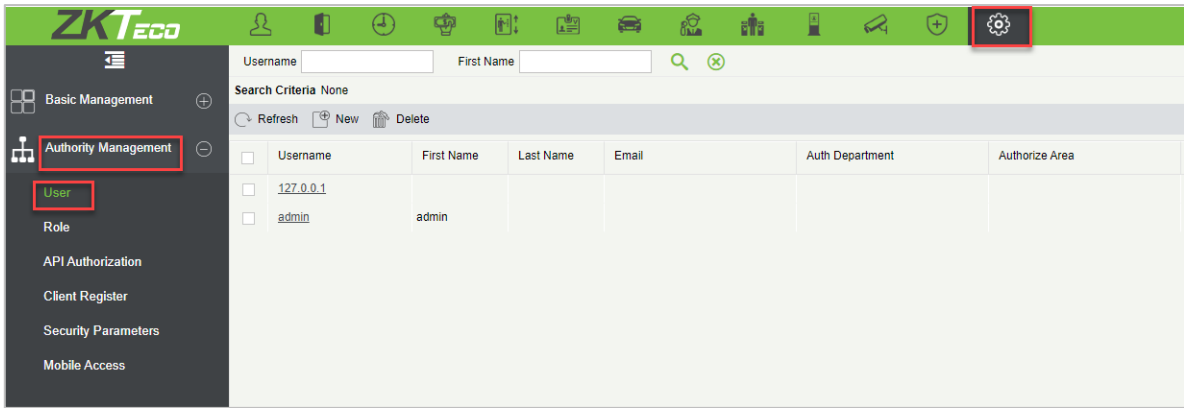 ZKTeco
Username First Name
Search Criteria None
Refresh New Delete
Basic Management
Authority Management
User
Role
API Authorization
Client Register
Security Parameters
Mobile Access
Username First Name Last Name Email Auth Department Authorize Area
127.0.0.1
admin admin